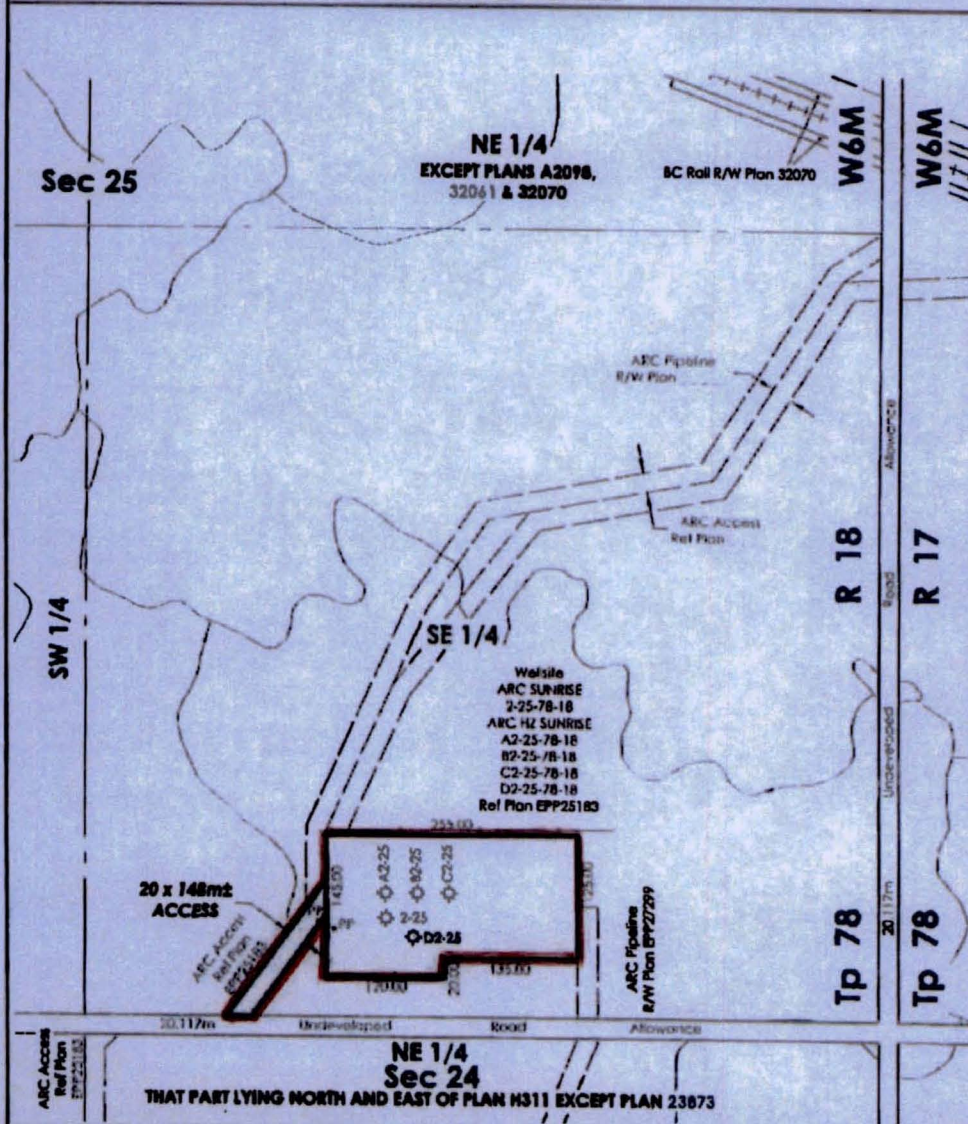 Sec 25
NE 1/4
EXCEPT PLANS A2098,
32061 & 32070
BC Rail R/W Plan 32070
W6M
W6M
ARC Pipeline
R/W Plan
ARC Access
Ref Plan
Allowance
Road
Undeveloped
20.117m
R 18
R 17
SW 1/4
SE 1/4
Wellsite
ARC SUNRISE
2-25-78-18
ARC HZ SUNRISE
A2-25-78-18
B2-25-78-18
C2-25-78-18
D2-25-78-18
Ref Plan EPP25183
255.00
145.00
A2-25
B2-25
C2-25
125.00
20 x 148m±
ACCESS
PP
2-25
D2-25
ARC Access
Ref Plan
EPP25183
120.00
20.00
135.00
ARC Pipeline
R/W Plan EPP27299
Tp 78
Tp 78
20.117m
Undeveloped
Road
Allowance
ARC Access
Ref Plan
NE 1/4
Sec 24
THAT PART LYING NORTH AND EAST OF PLAN H311 EXCEPT PLAN 23873